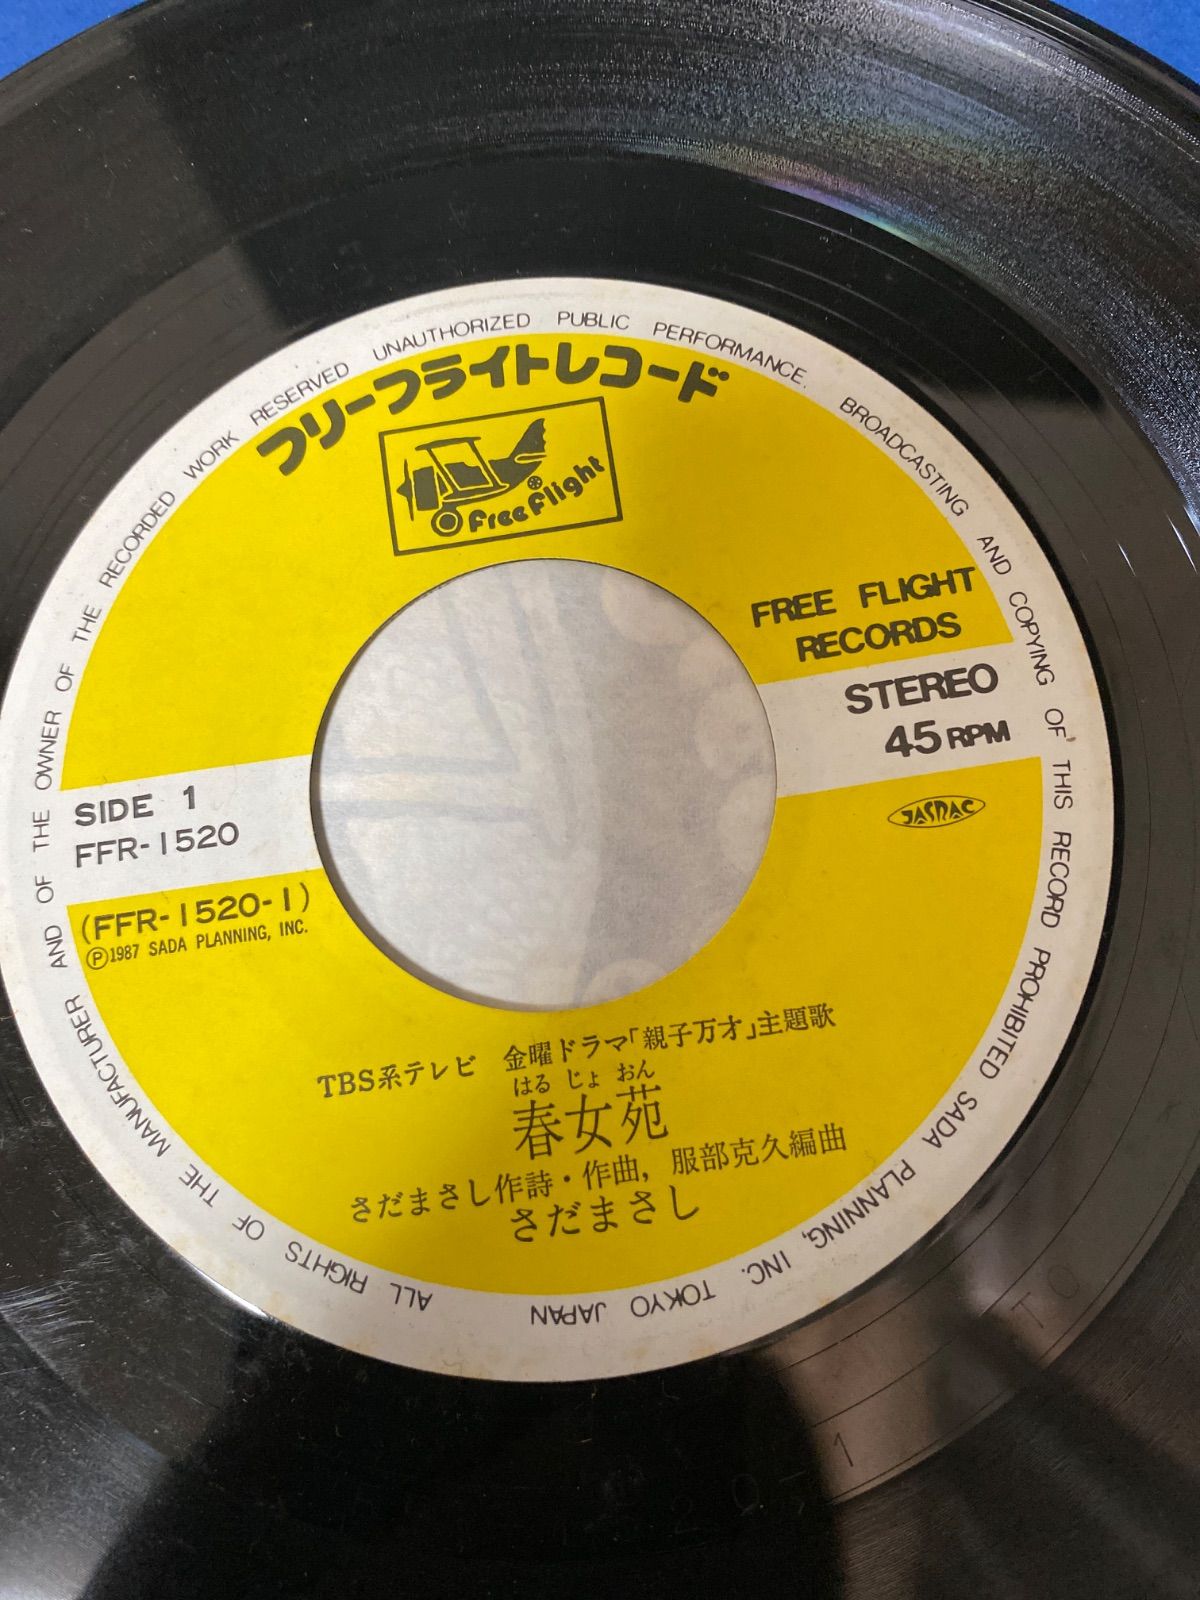 フリーフライトレコード
Free Flight
FREE FLIGHT
RECORDS
STEREO
45 RPM
JASRAC
SIDE 1
FFR-1520
(FFR-1520-1)
Ⓟ1987 SADA PLANNING, INC.
TBS系テレビ 金曜ドラマ「親子万才」主題歌
はるじょおん
春女苑
さだまさし作詩・作曲, 服部克久編曲
さだまさし
ALL RIGHTS OF THE MANUFACTURER AND OF THE OWNER OF THE RECORDED WORK RESERVED UNAUTHORIZED PUBLIC PERFORMANCE. BROADCASTING AND COPYING OF THIS RECORD PROHIBITED SADA PLANNING, INC. TOKYO JAPAN